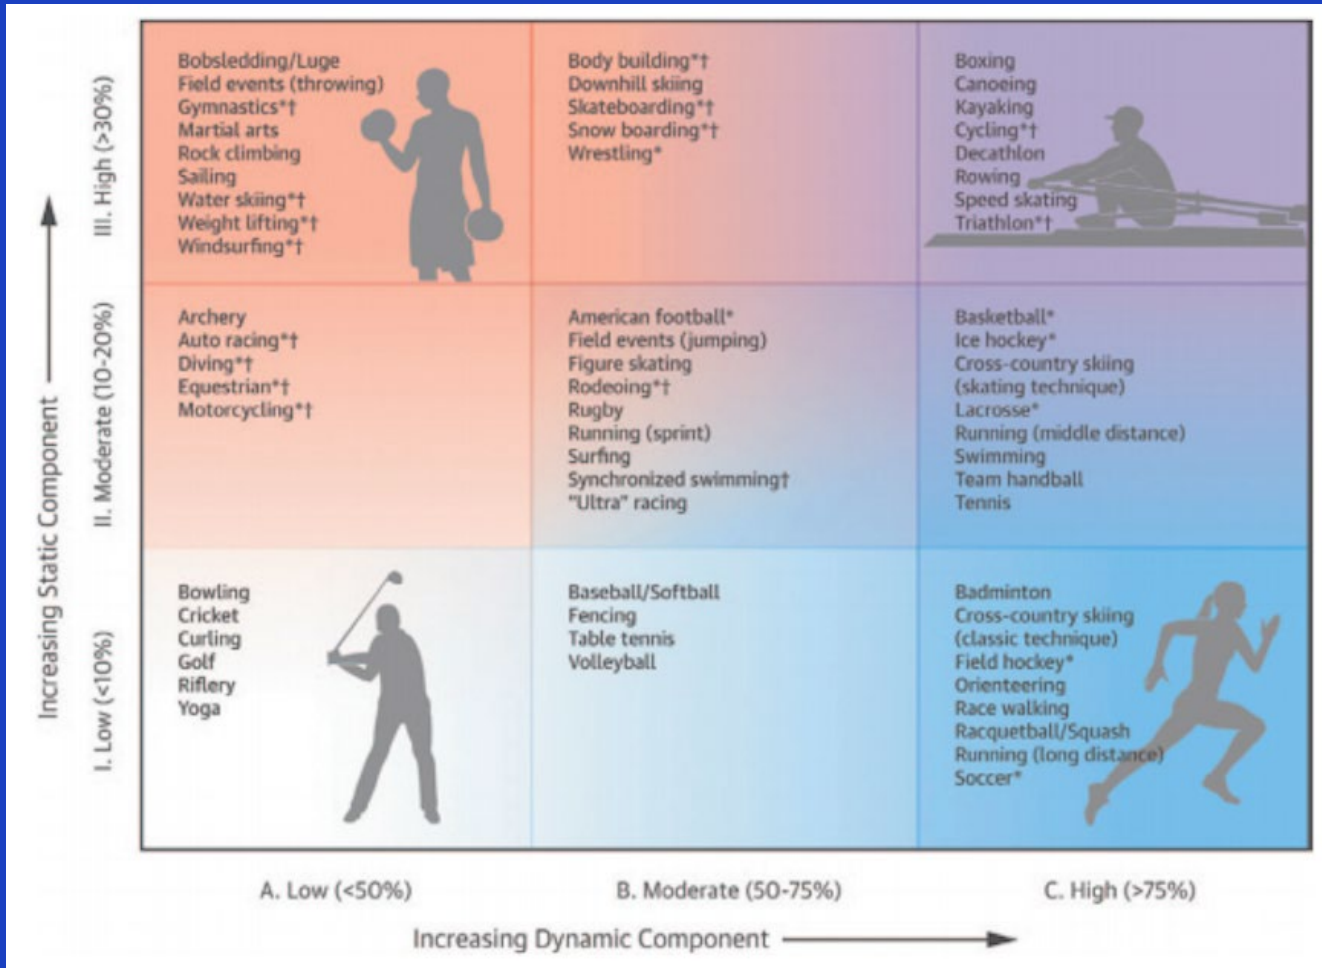 III. High (>30%)
Bobsledding/Luge
Field events (throwing)
Gymnastics*†
Martial arts
Rock climbing
Sailing
Water skiing*†
Weight lifting*†
Windsurfing*†
Body building*†
Downhill skiing
Skateboarding*†
Snow boarding*†
Wrestling*
Boxing
Canoeing
Kayaking
Cycling*†
Decathlon
Rowing
Speed skating
Triathlon*†
Increasing Static Component
II. Moderate (10-20%)
Archery
Auto racing*†
Diving*†
Equestrian*†
Motorcycling*†
American football*
Field events (jumping)
Figure skating
Rodeoing*†
Rugby
Running (sprint)
Surfing
Synchronized swimming†
"Ultra" racing
Basketball*
Ice hockey*
Cross-country skiing
(skating technique)
Lacrosse*
Running (middle distance)
Swimming
Team handball
Tennis
I. Low (<10%)
Bowling
Cricket
Curling
Golf
Riflery
Yoga
Baseball/Softball
Fencing
Table tennis
Volleyball
Badminton
Cross-country skiing
(classic technique)
Field hockey*
Orienteering
Race walking
Racquetball/Squash
Running (long distance)
Soccer*
A. Low (<50%)
B. Moderate (50-75%)
C. High (>75%)
Increasing Dynamic Component